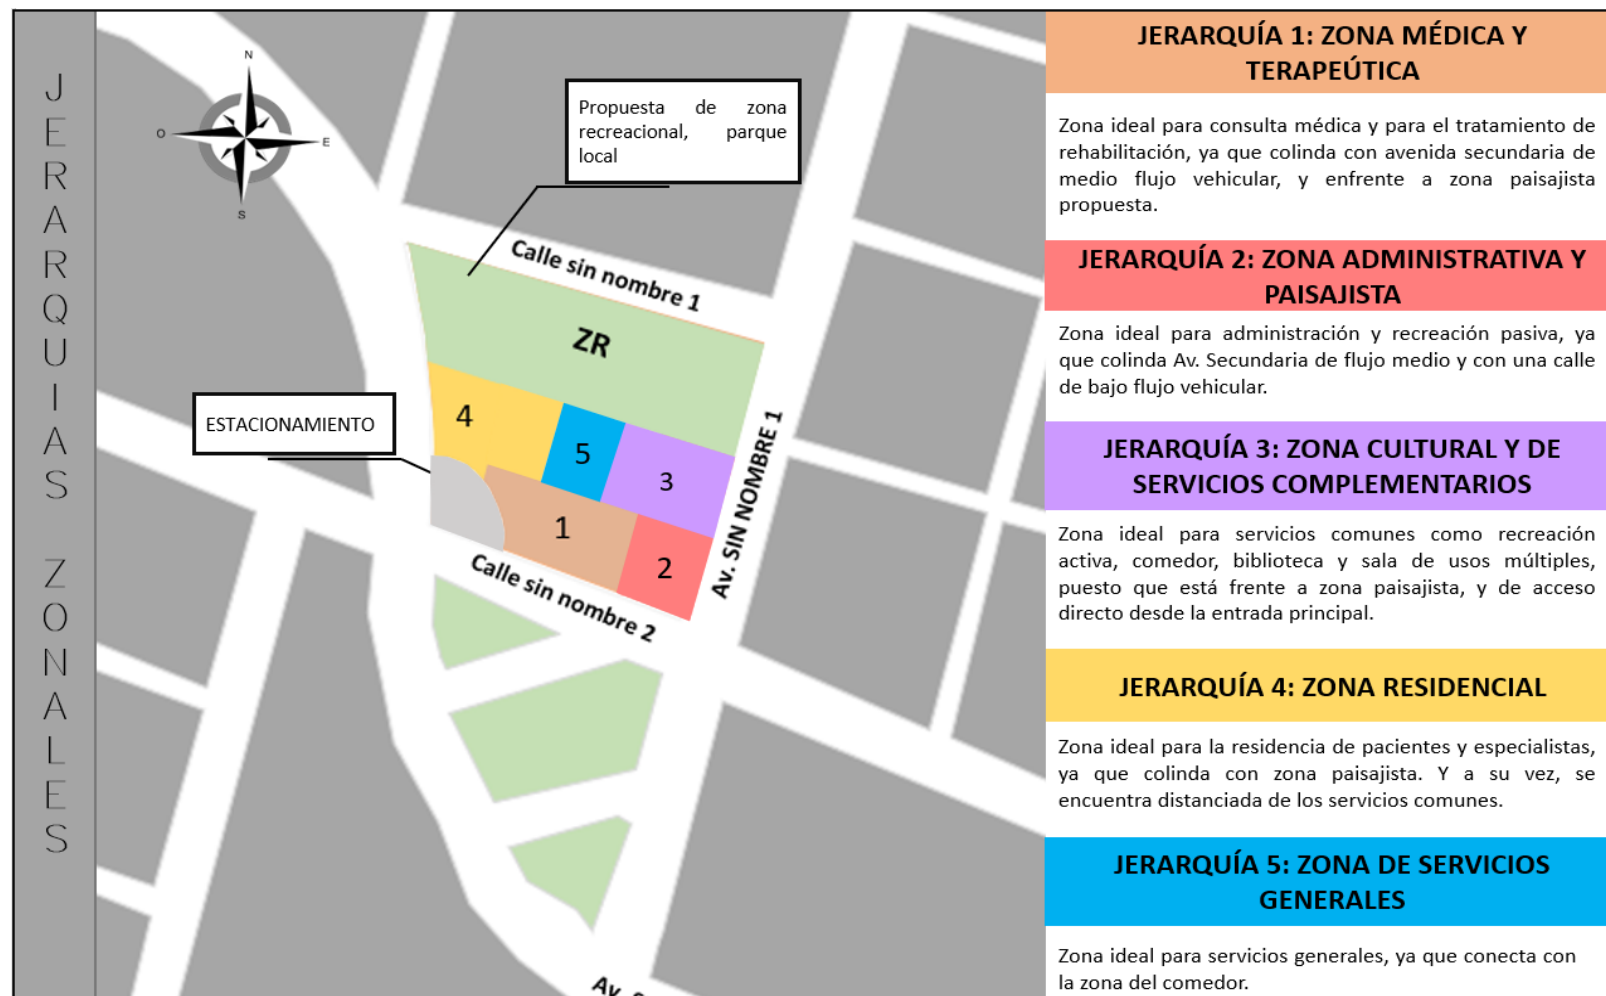 JERARQUIAS ZONALES
N
O
E
S
Propuesta de zona
recreacional, parque
local
Calle sin nombre 1
ZR
ESTACIONAMIENTO
4
5
3
1
2
Av. SIN NOMBRE 1
Calle sin nombre 2
JERARQUÍA 1: ZONA MÉDICA Y
TERAPEÚTICA
Zona ideal para consulta médica y para el tratamiento de
rehabilitación, ya que colinda con avenida secundaria de
medio flujo vehicular, y enfrente a zona paisajista
propuesta.
JERARQUÍA 2: ZONA ADMINISTRATIVA Y
PAISAJISTA
Zona ideal para administración y recreación pasiva, ya
que colinda Av. Secundaria de flujo medio y con una calle
de bajo flujo vehicular.
JERARQUÍA 3: ZONA CULTURAL Y DE
SERVICIOS COMPLEMENTARIOS
Zona ideal para servicios comunes como recreación
activa, comedor, biblioteca y sala de usos múltiples,
puesto que está frente a zona paisajista, y de acceso
directo desde la entrada principal.
JERARQUÍA 4: ZONA RESIDENCIAL
Zona ideal para la residencia de pacientes y especialistas,
ya que colinda con zona paisajista. Y a su vez, se
encuentra distanciada de los servicios comunes.
JERARQUÍA 5: ZONA DE SERVICIOS
GENERALES
Zona ideal para servicios generales, ya que conecta con
la zona del comedor.
Av.